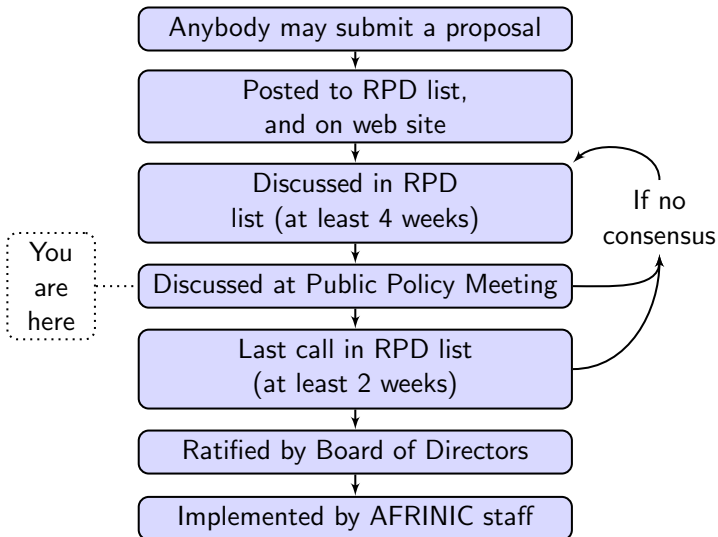 Anybody may submit a proposal
Posted to RPD list,
and on web site
Discussed in RPD
list (at least 4 weeks)
If no
consensus
You
are
here
Discussed at Public Policy Meeting
Last call in RPD list
(at least 2 weeks)
Ratified by Board of Directors
Implemented by AFRINIC staff